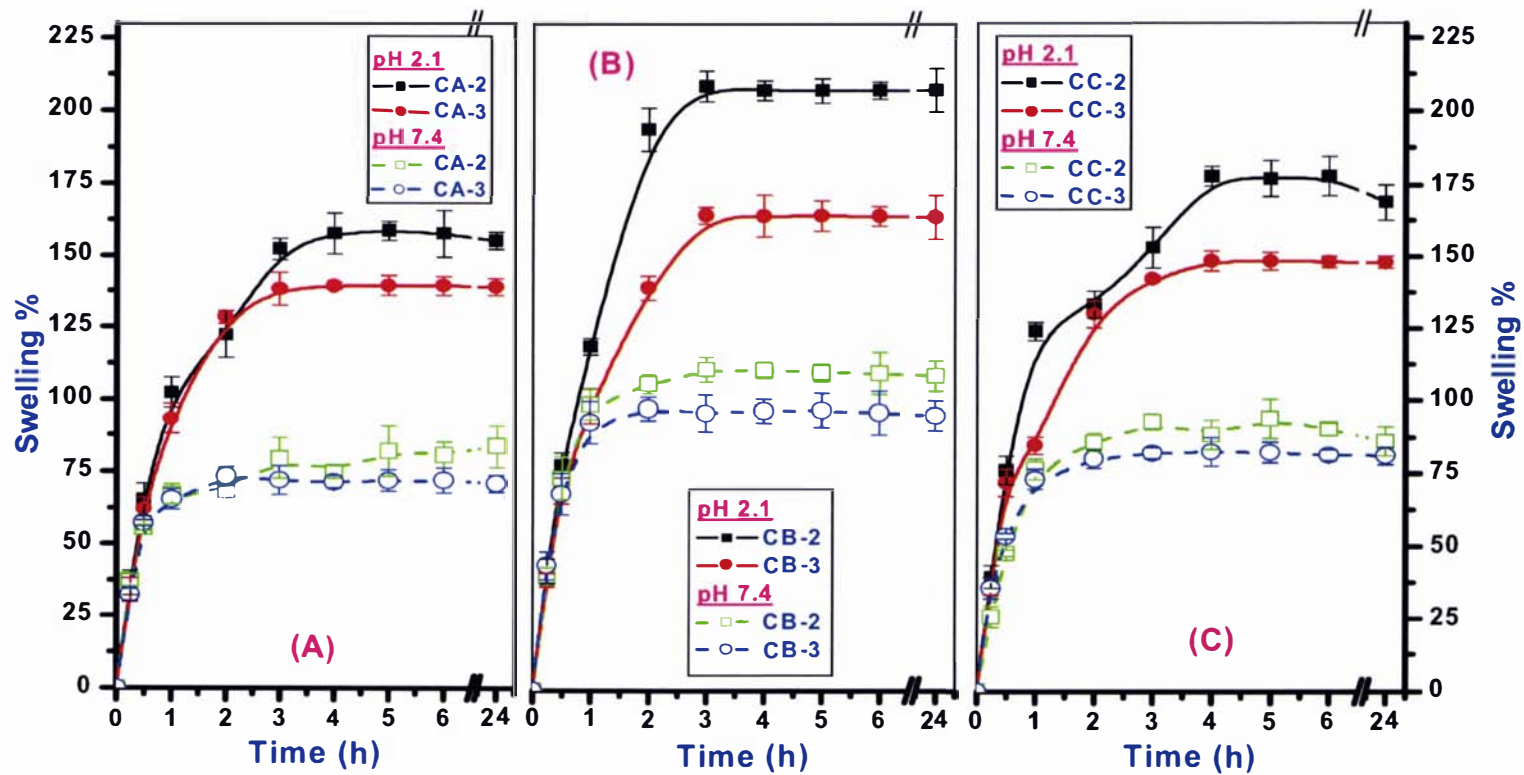 Swelling %
225
200
175
150
125
100
75
50
25
0
pH 2.1
CA-2
CA-3
pH 7.4
CA-2
CA-3
(A)
0 1 2 3 4 5 6 24
Time (h)
(B)
pH 2.1
CB-2
CB-3
pH 7.4
CB-2
CB-3
0 1 2 3 4 5 6 24
Time (h)
pH 2.1
CC-2
CC-3
pH 7.4
CC-2
CC-3
(C)
0 1 2 3 4 5 6 24
Time (h)
225
200
175
150
125
100
75
50
25
0
Swelling %